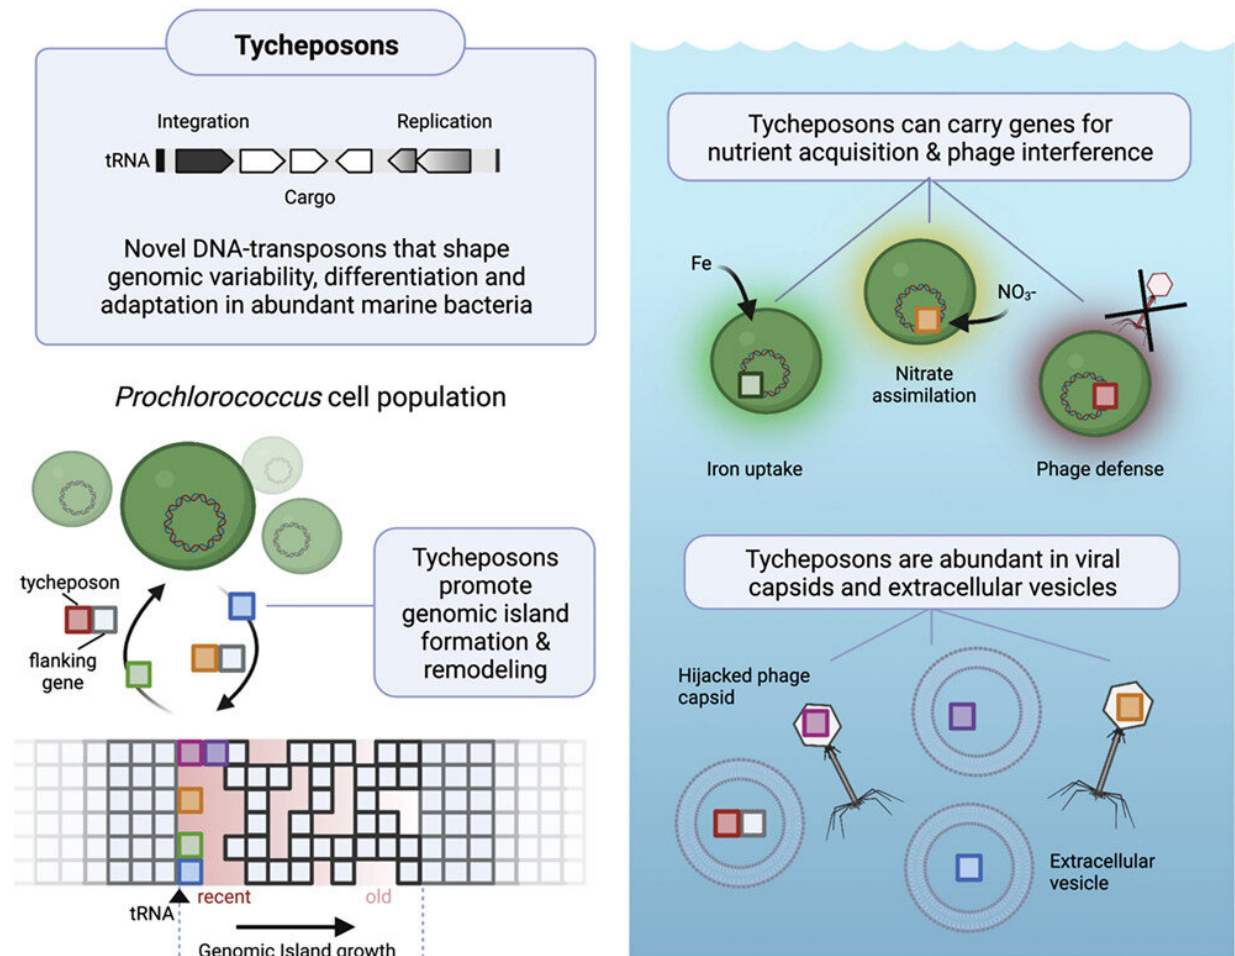 Tycheposons
Integration
Replication
tRNA
Cargo
Novel DNA-transposons that shape
genomic variability, differentiation and
adaptation in abundant marine bacteria
Prochlorococcus cell population
tycheposon
flanking
gene
Tycheposons
promote
genomic island
formation &
remodeling
recent
old
tRNA
Genomic Island growth
Tycheposons can carry genes for
nutrient acquisition & phage interference
Fe
NO₃-
Nitrate
assimilation
Iron uptake
Phage defense
Tycheposons are abundant in viral
capsids and extracellular vesicles
Hijacked phage
capsid
Extracellular
vesicle